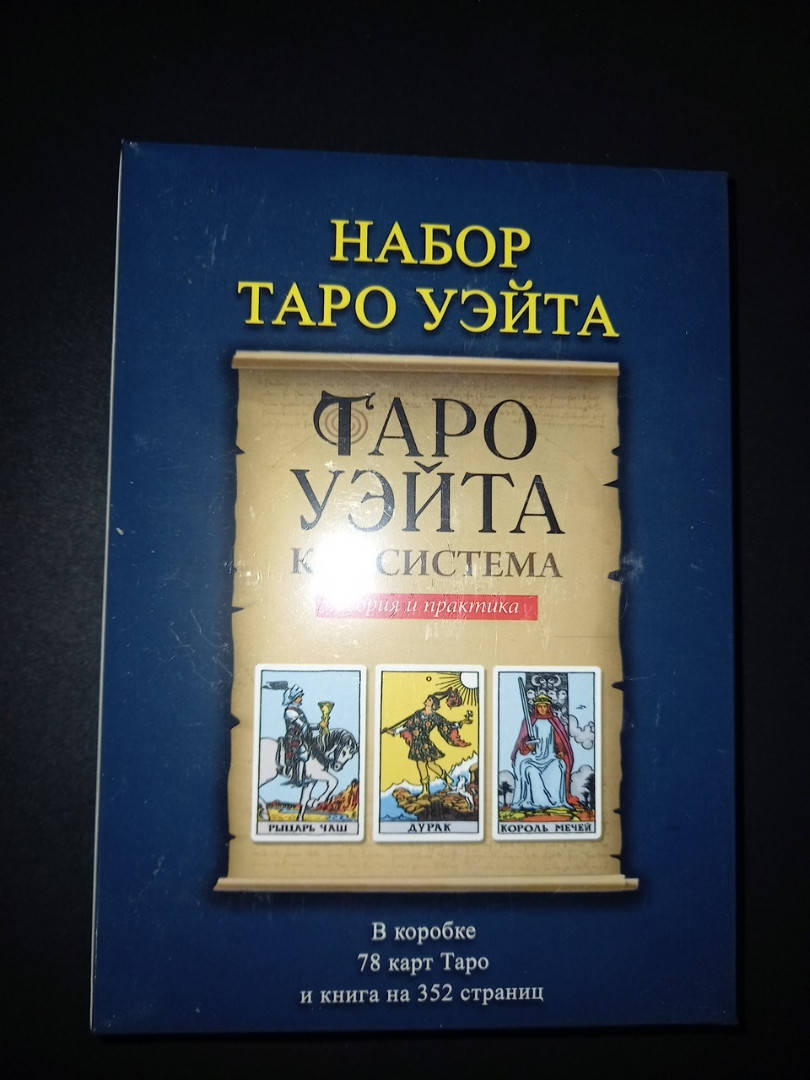 НАБОР
ТАРО УЭЙТА
ТАРО
УЭЙТА
СИСТЕМА
и практика
РЫЦАРЬ ЧАШ
ДУРАК
КОРОЛЬ МЕЧЕЙ
В коробке
78 карт Таро
и книга на 352 страниц